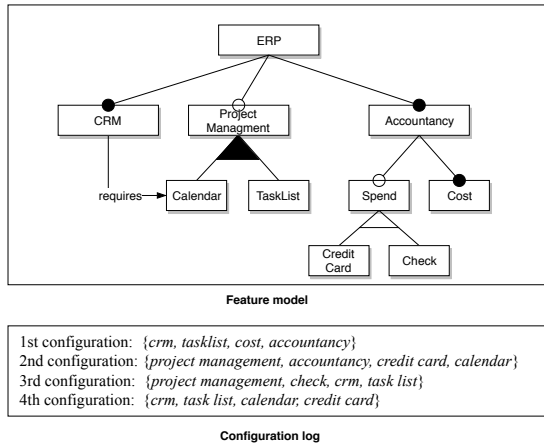 ERP
CRM
Project
Managment
Accountancy
requires
Calendar
TaskList
Spend
Cost
Credit
Card
Check
Feature model
1st configuration: {crm, tasklist, cost, accountancy}
2nd configuration: {project management, accountancy, credit card, calendar}
3rd configuration: {project management, check, crm, task list}
4th configuration: {crm, task list, calendar, credit card}
Configuration log